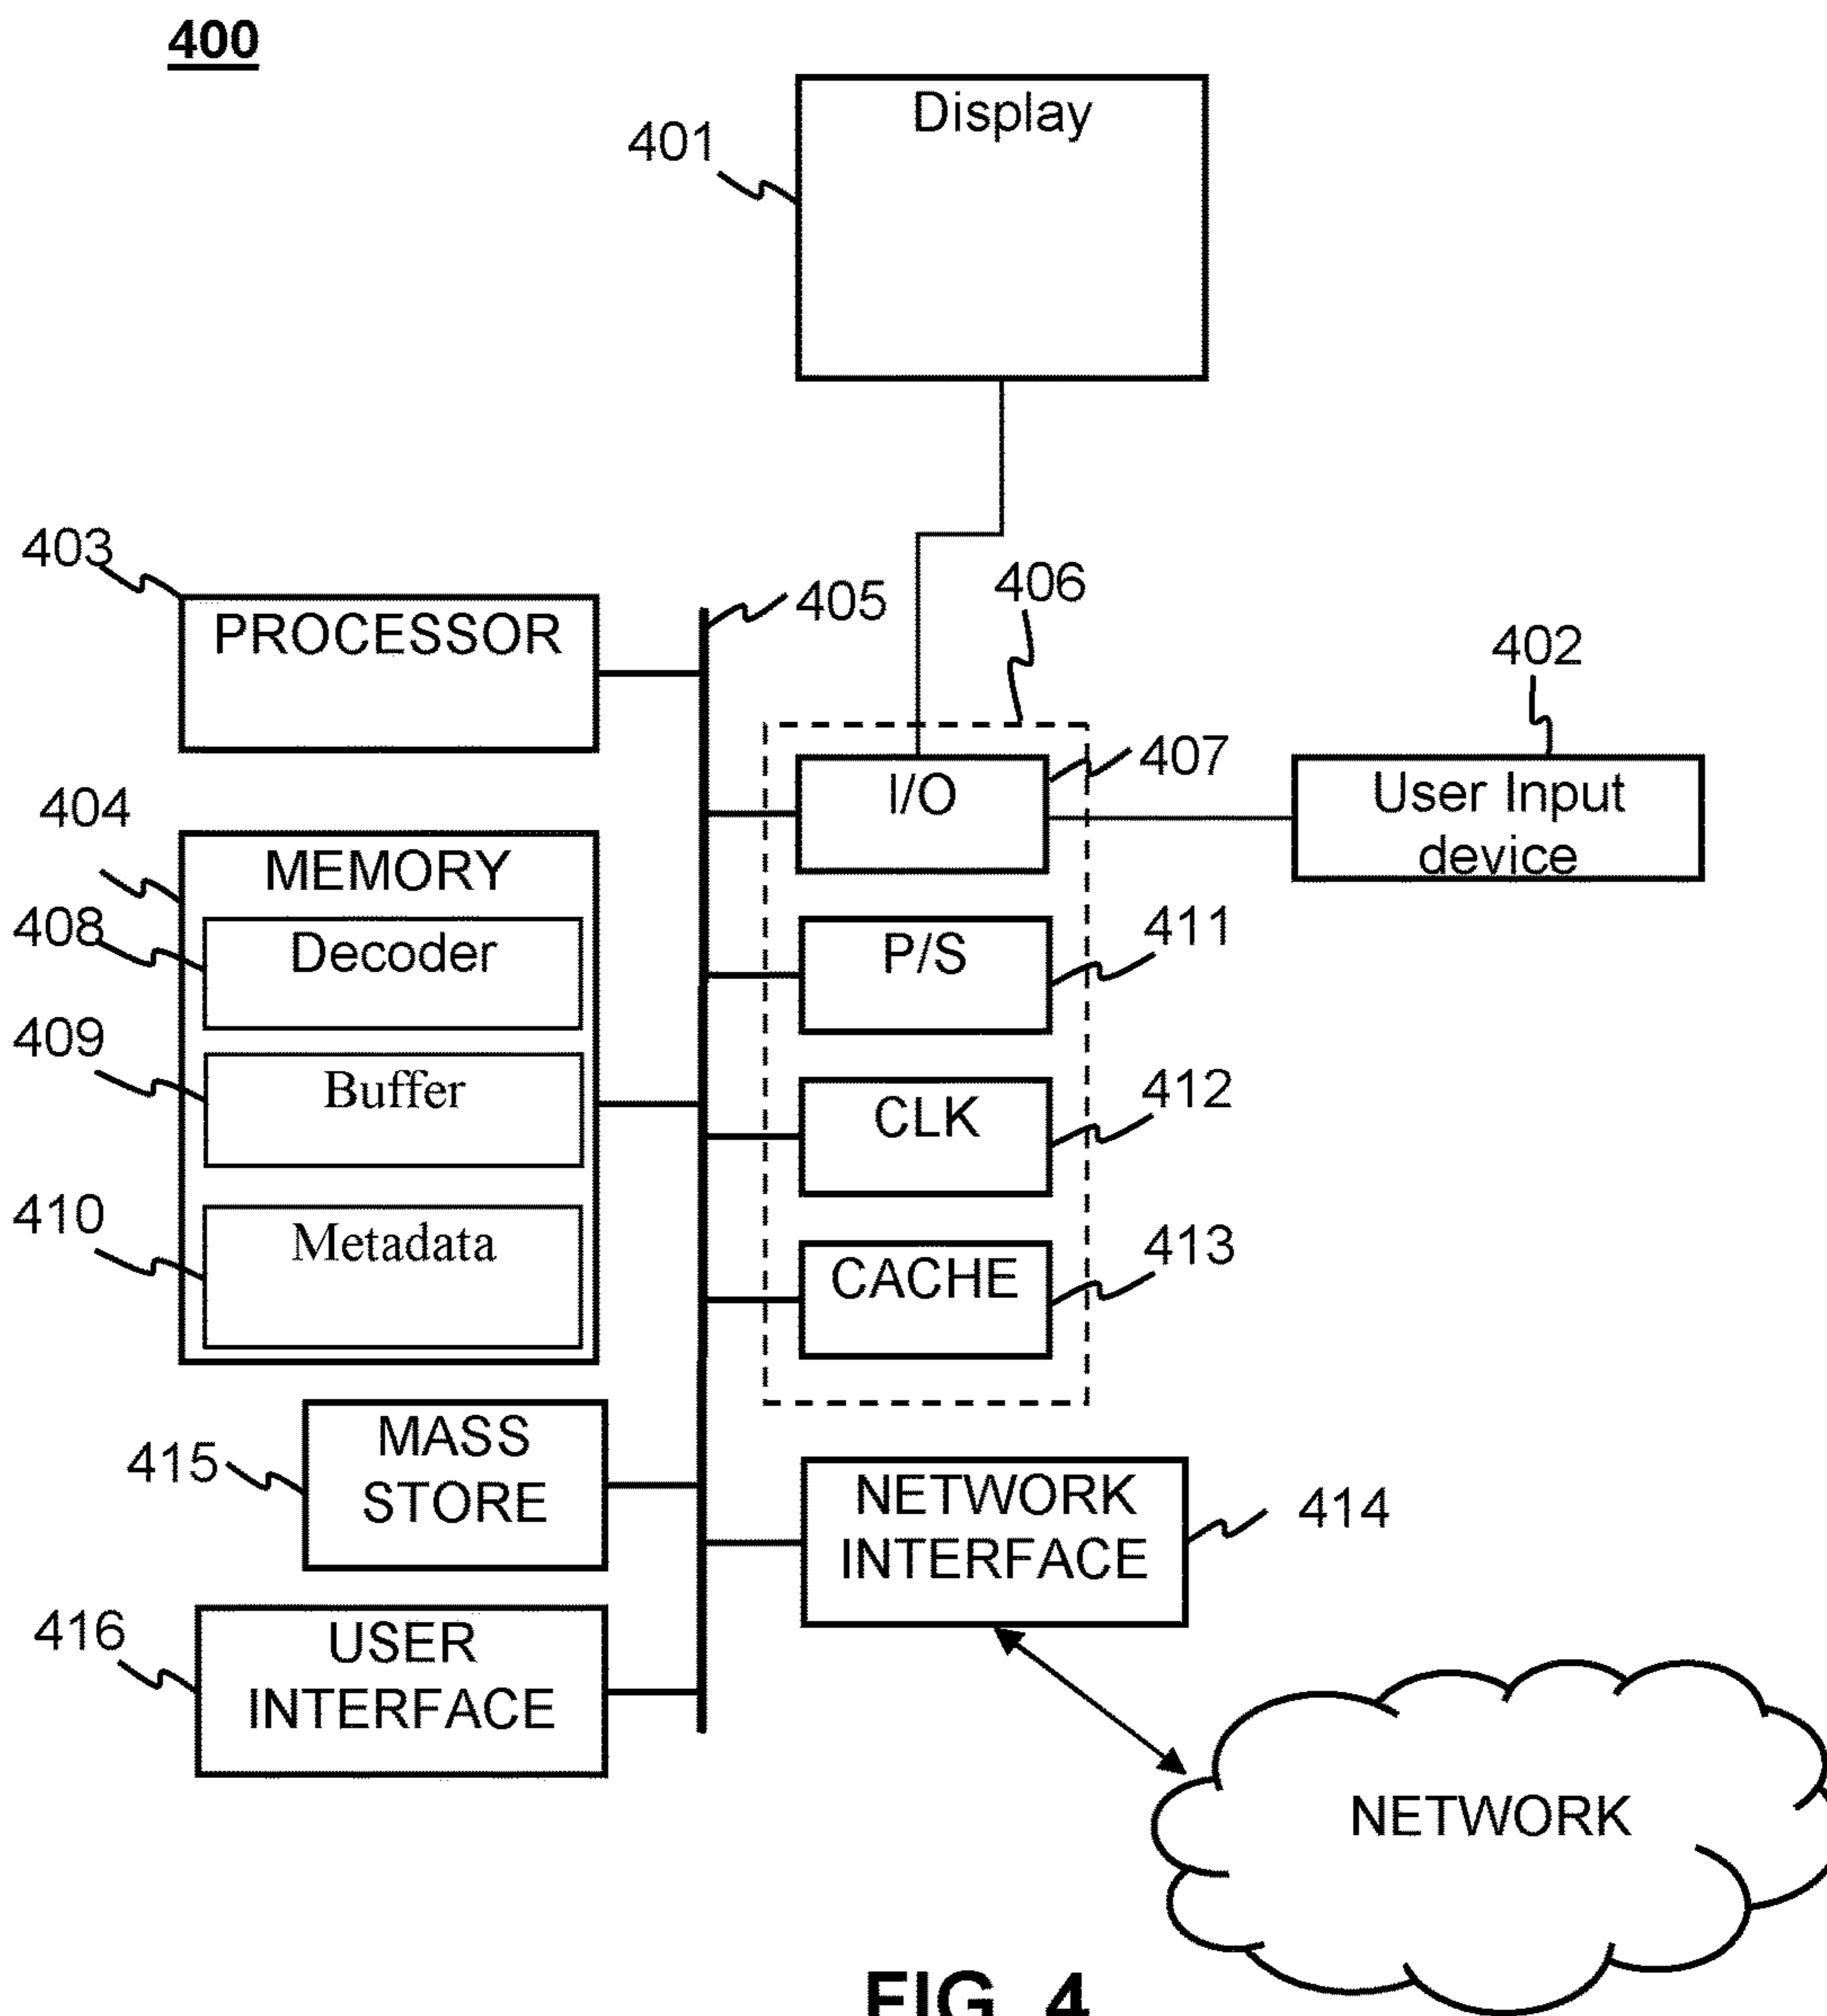 400
Display
401
403
PROCESSOR
405
406
402
407
I/O
User Input
device
404
MEMORY
408
Decoder
P/S
411
409
Buffer
CLK
412
410
Metadata
CACHE
413
415
MASS
STORE
NETWORK
INTERFACE
414
416
USER
INTERFACE
NETWORK
FIG. 4